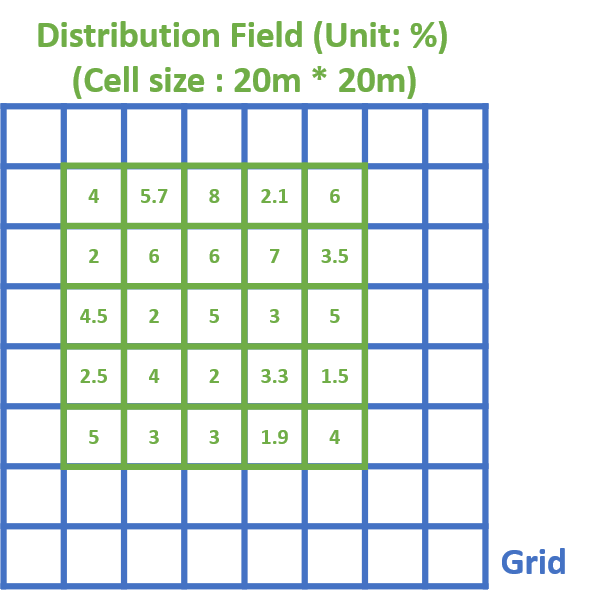 Distribution Field (Unit: %)
(Cell size : 20m * 20m)
4 5.7 8 2.1 6
2 6 6 7 3.5
4.5 2 5 3 5
2.5 4 2 3.3 1.5
5 3 3 1.9 4
Grid